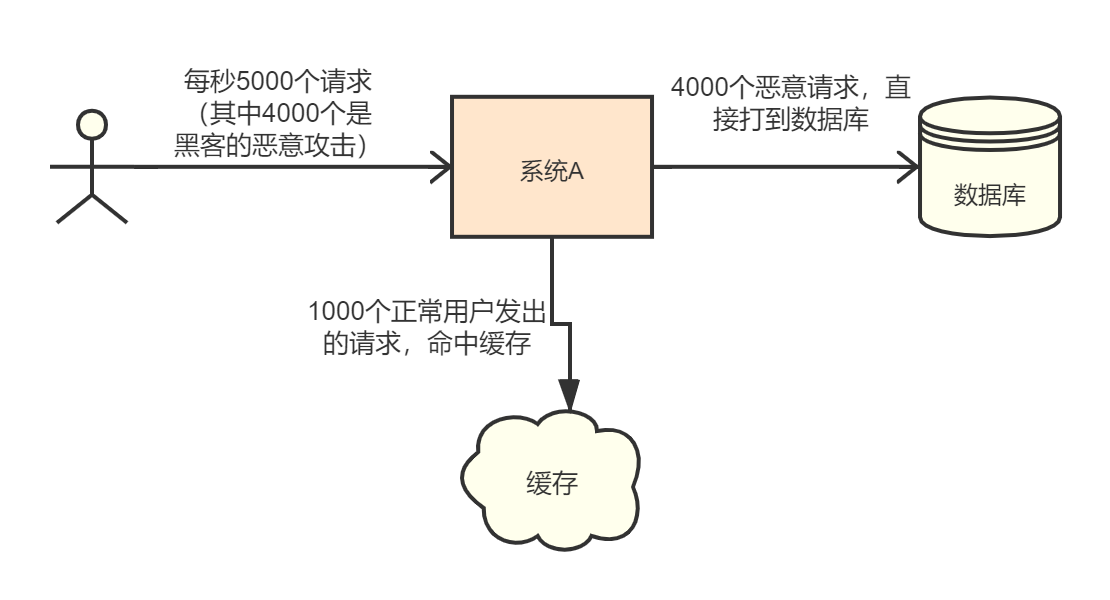 每秒5000个请求
（其中4000个是
黑客的恶意攻击）
4000个恶意请求，直
接打到数据库
系统A
数据库
1000个正常用户发出
的请求，命中缓存
缓存